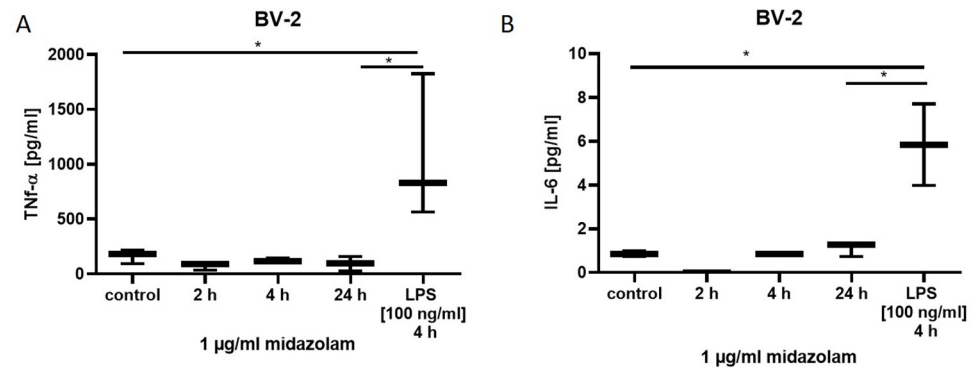 A
BV-2
*
*
TNf-α [pg/ml]
2000
1500
1000
500
0
control
2 h
4 h
24 h
LPS
[100 ng/ml]
4 h
1 µg/ml midazolam
B
BV-2
*
*
IL-6 [pg/ml]
10
8
6
4
2
0
control
2 h
4 h
24 h
LPS
[100 ng/ml]
4 h
1 µg/ml midazolam